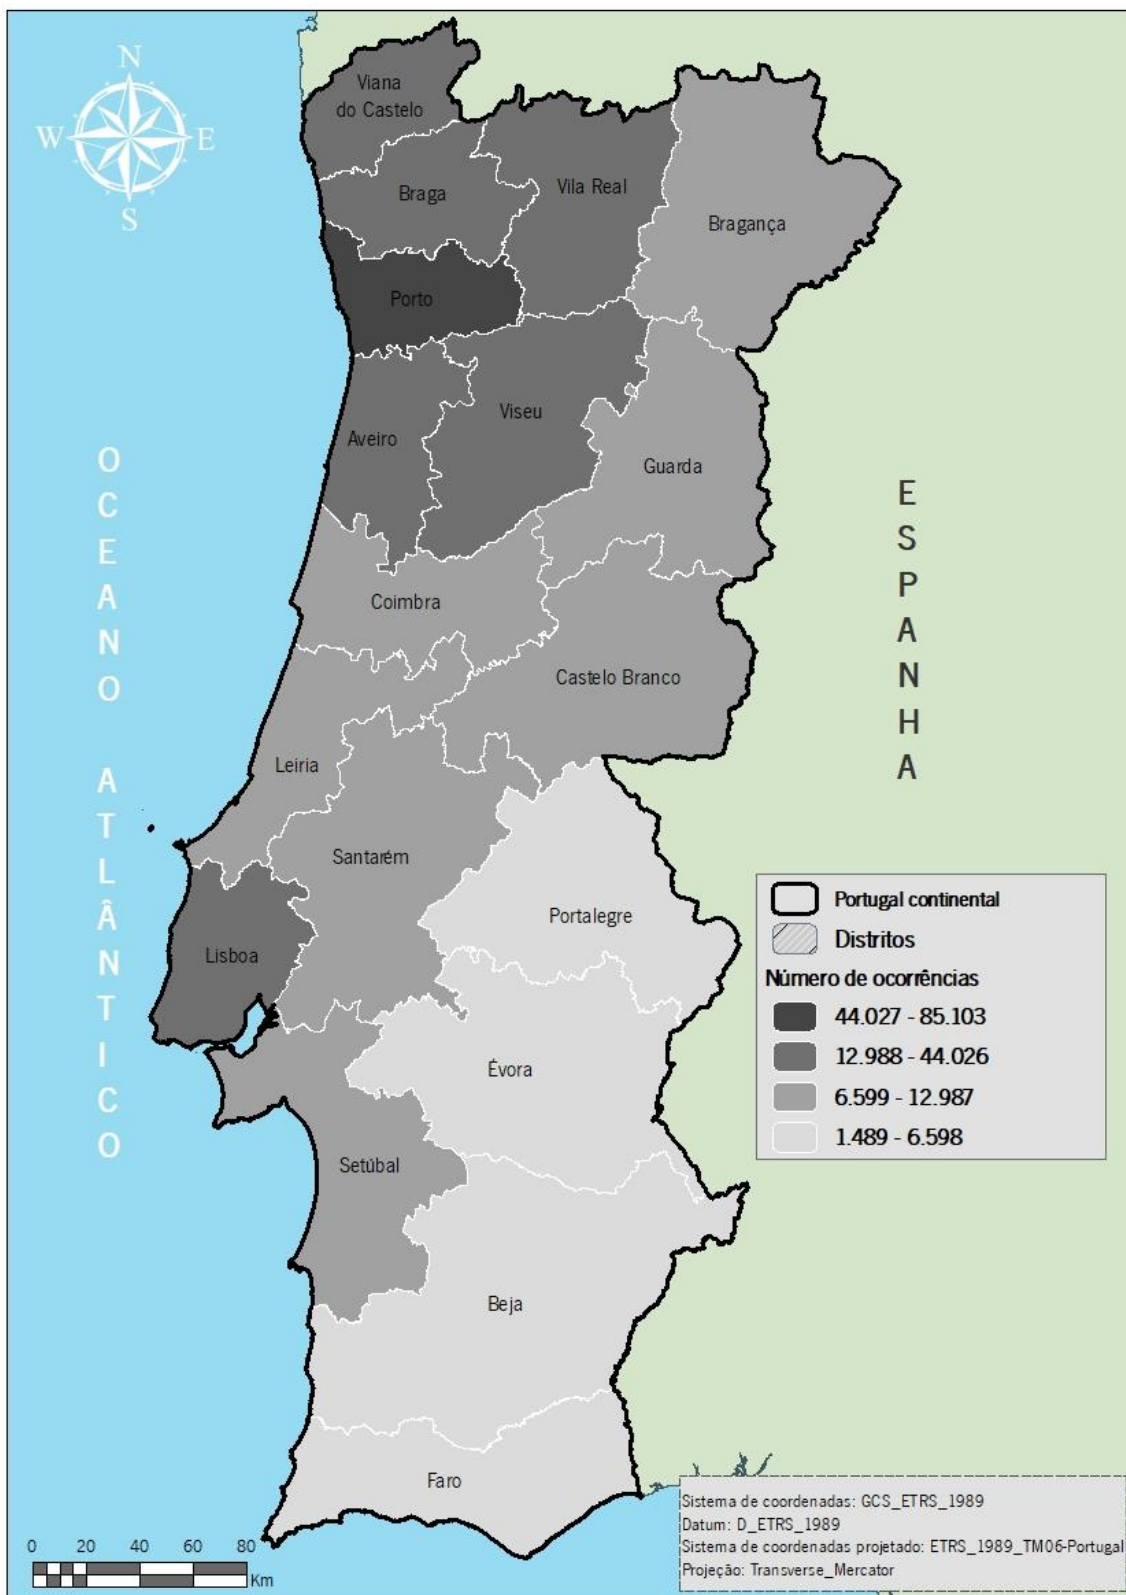 N
W
E
S
Viana
do Castelo
Braga
Vila Real
Bragança
Porto
Aveiro
Viseu
Guarda
Coimbra
Castelo Branco
Leiria
Santarém
Portalegre
Lisboa
Évora
Setúbal
Beja
Faro
OCEANO ATLÂNTICO
ESPANHA
Portugal continental
Distritos
Número de ocorrências
44.027 - 85.103
12.988 - 44.026
6.599 - 12.987
1.489 - 6.598
0 20 40 60 80
Km
Sistema de coordenadas: GCS_ETRS_1989
Datum: D_ETRS_1989
Sistema de coordenadas projetado: ETRS_1989_TM06-Portugal
Projeção: Transverse_Mercator